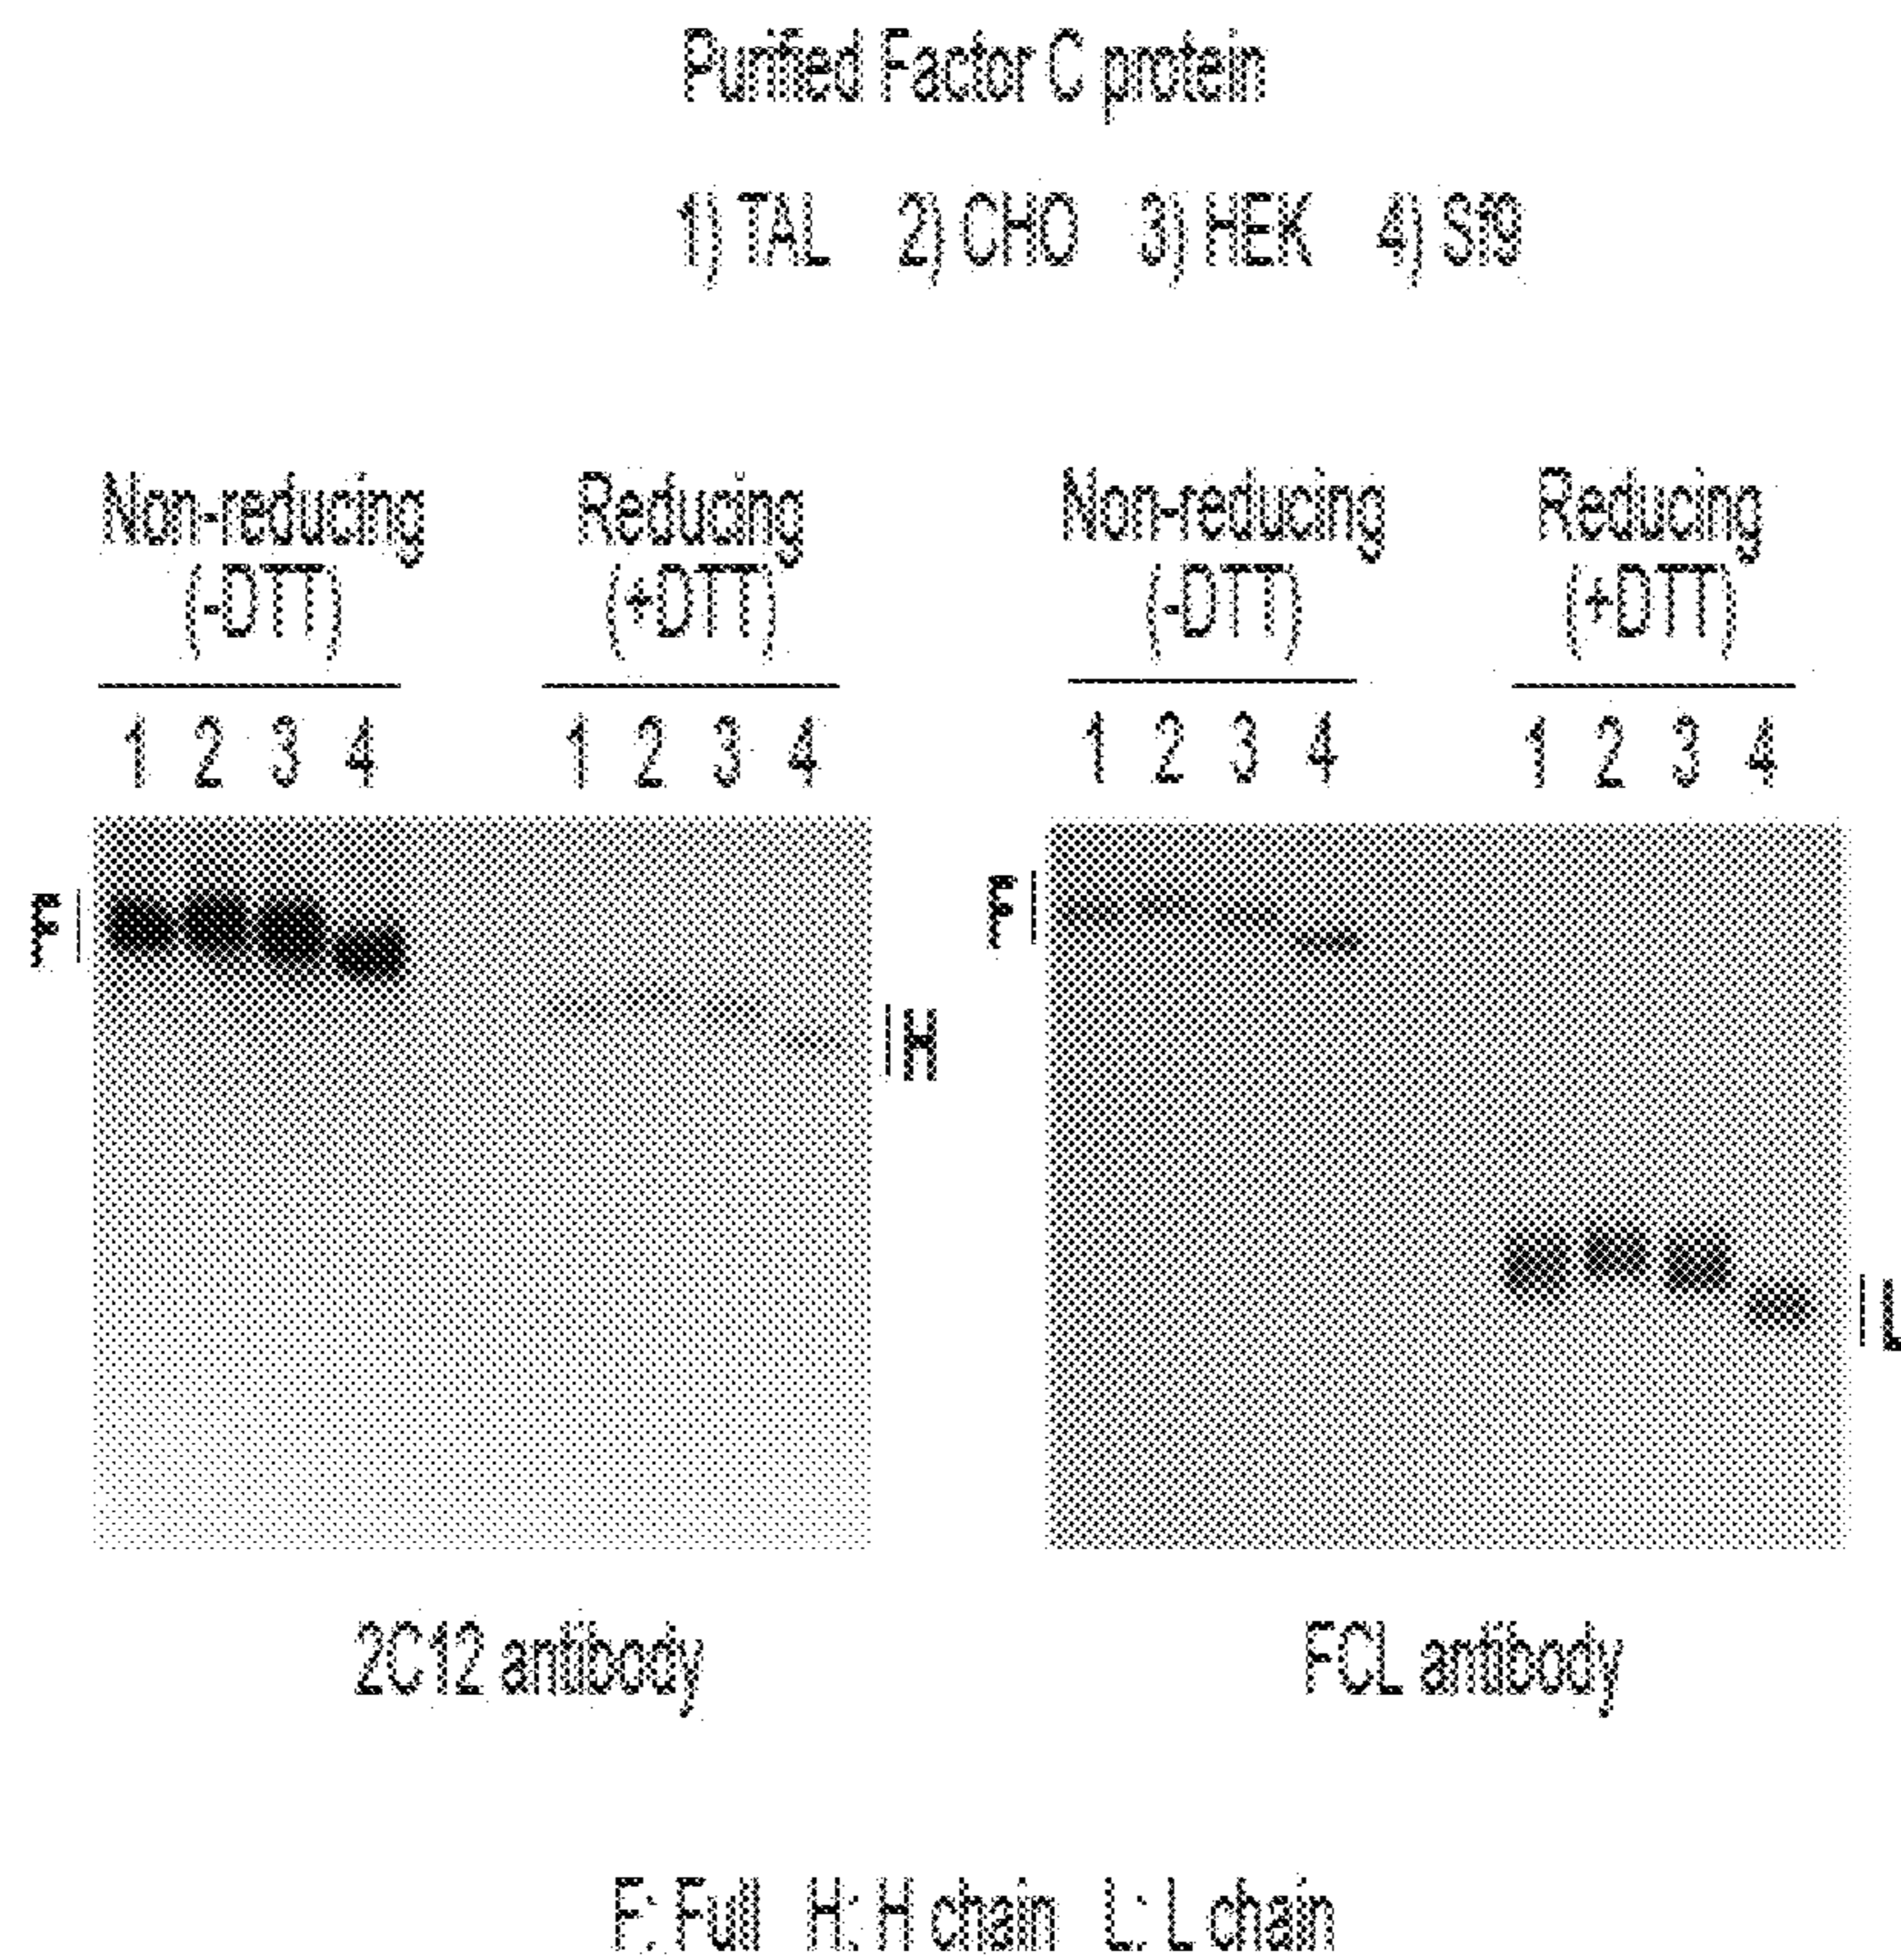 Purified Factor C protein
1) TAL 2) CHO 3) HEK 4) Sf9
Non-reducing Reducing Non-reducing Reducing
(-DTT) (+DTT) (-DTT) (+DTT)
1 2 3 4 1 2 3 4 1 2 3 4 1 2 3 4
F F
H
L
2C12 antibody FCL antibody
F: Full H: H chain L: L chain